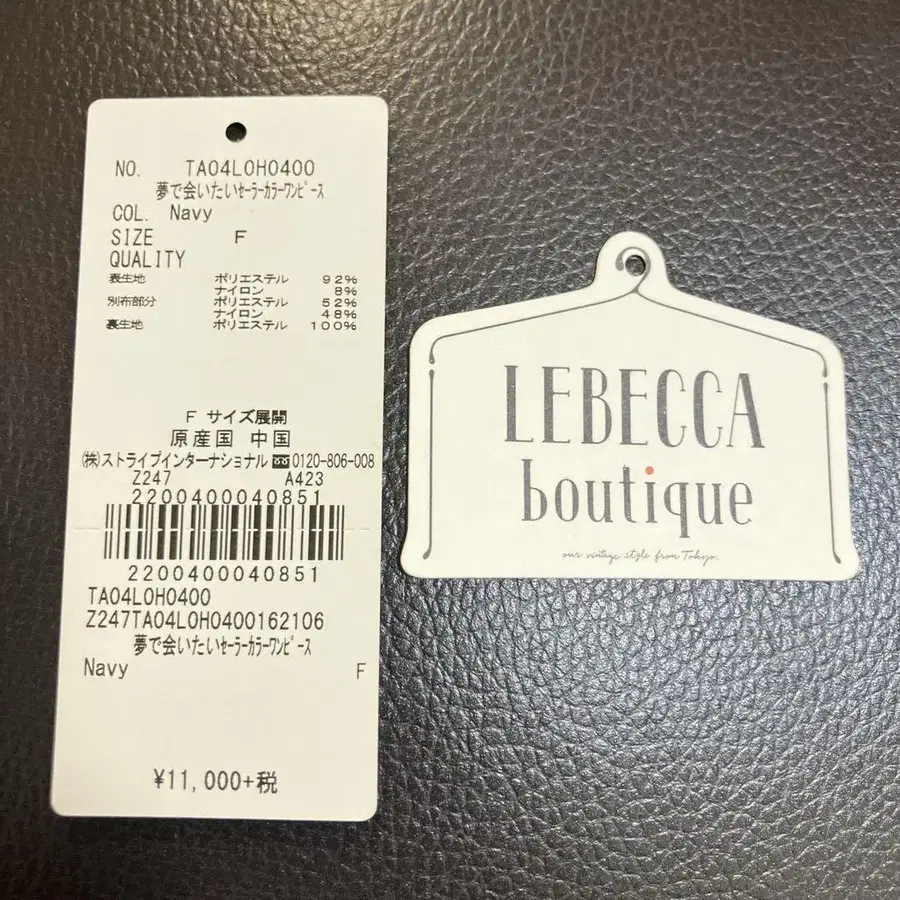 NO. TA04L0H0400
夢で会いたいｾｰﾗｰｶﾗｰﾜﾝﾋﾟｰｽ
COL. Navy
SIZE F
QUALITY
表生地 ポリエステル 92%
ナイロン 8%
別布部分 ポリエステル 52%
ナイロン 48%
裏生地 ポリエステル 100%
F サイズ展開
原産国 中国
㈱ストライプインターナショナル 0120-806-008
Z247 A423
2200400040851
2200400040851
TA04L0H0400
Z247TA04L0H0400162106
夢で会いたいｾｰﾗｰｶﾗｰﾜﾝﾋﾟｰｽ
Navy F
¥11,000+税
LEBECCA
boutique
our vintage style from Tokyo.